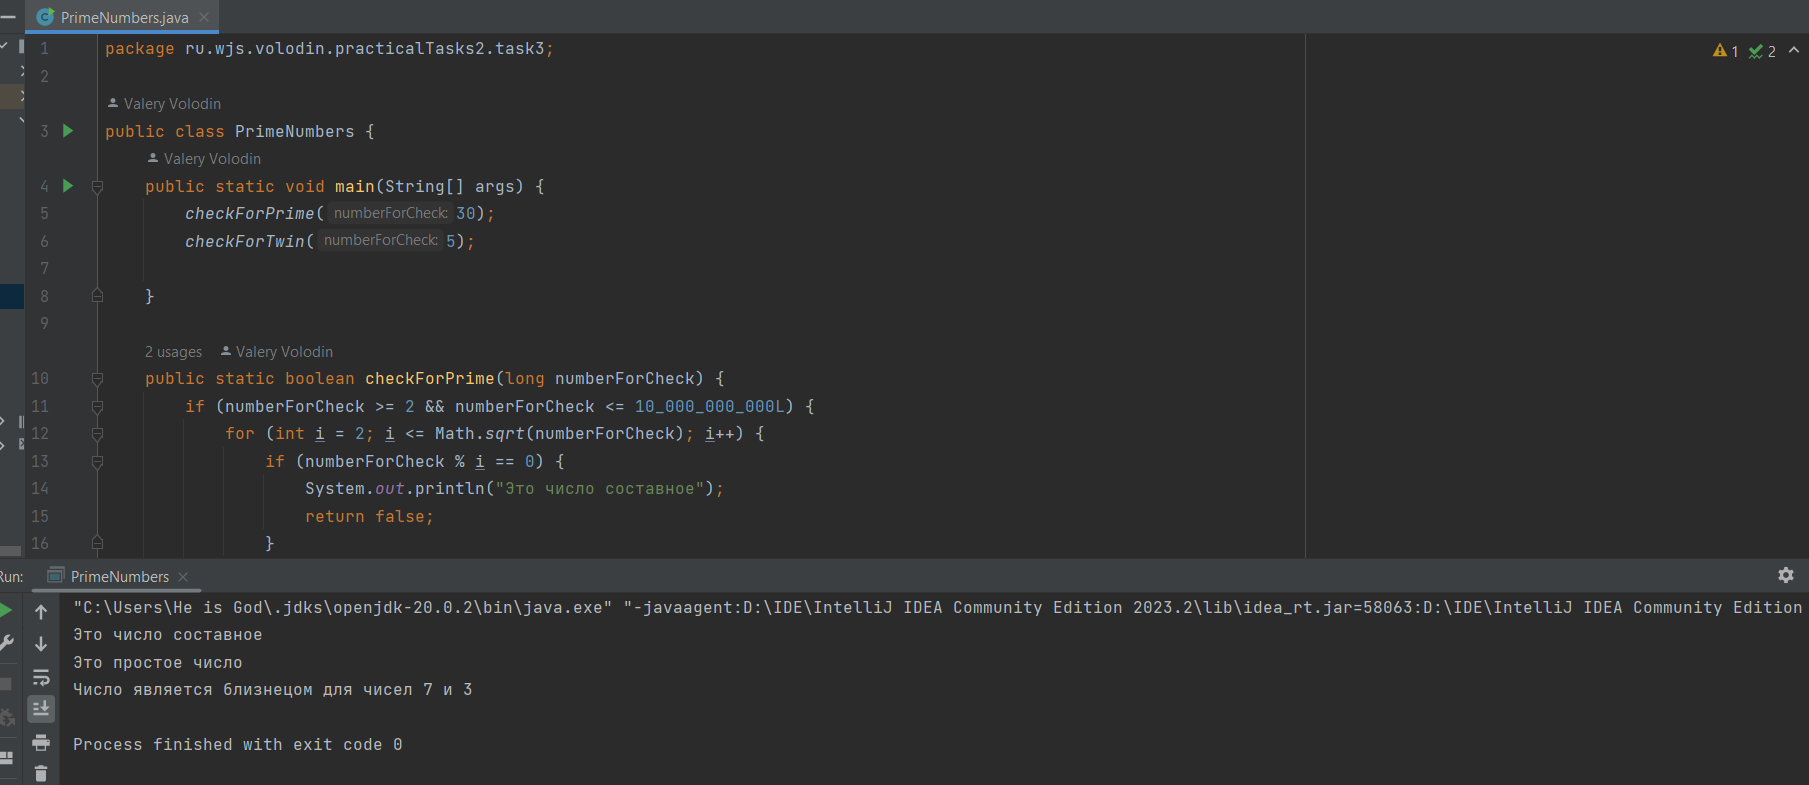 PrimeNumbers.java
1 package ru.wjs.volodin.practicalTasks2.task3;
1 2
2
Valery Volodin
3 public class PrimeNumbers {
Valery Volodin
4 public static void main(String[] args) {
5 checkForPrime( numberForCheck: 30);
6 checkForTwin( numberForCheck: 5);
7
8 }
9
2 usages Valery Volodin
10 public static boolean checkForPrime(long numberForCheck) {
11 if (numberForCheck >= 2 && numberForCheck <= 10_000_000_000L) {
12 for (int i = 2; i <= Math.sqrt(numberForCheck); i++) {
13 if (numberForCheck % i == 0) {
14 System.out.println("Это число составное");
15 return false;
16 }
Run: PrimeNumbers
"C:\Users\He is God\.jdks\openjdk-20.0.2\bin\java.exe" "-javaagent:D:\IDE\IntelliJ IDEA Community Edition 2023.2\lib\idea_rt.jar=58063:D:\IDE\IntelliJ IDEA Community Edition
Это число составное
Это простое число
Число является близнецом для чисел 7 и 3
Process finished with exit code 0